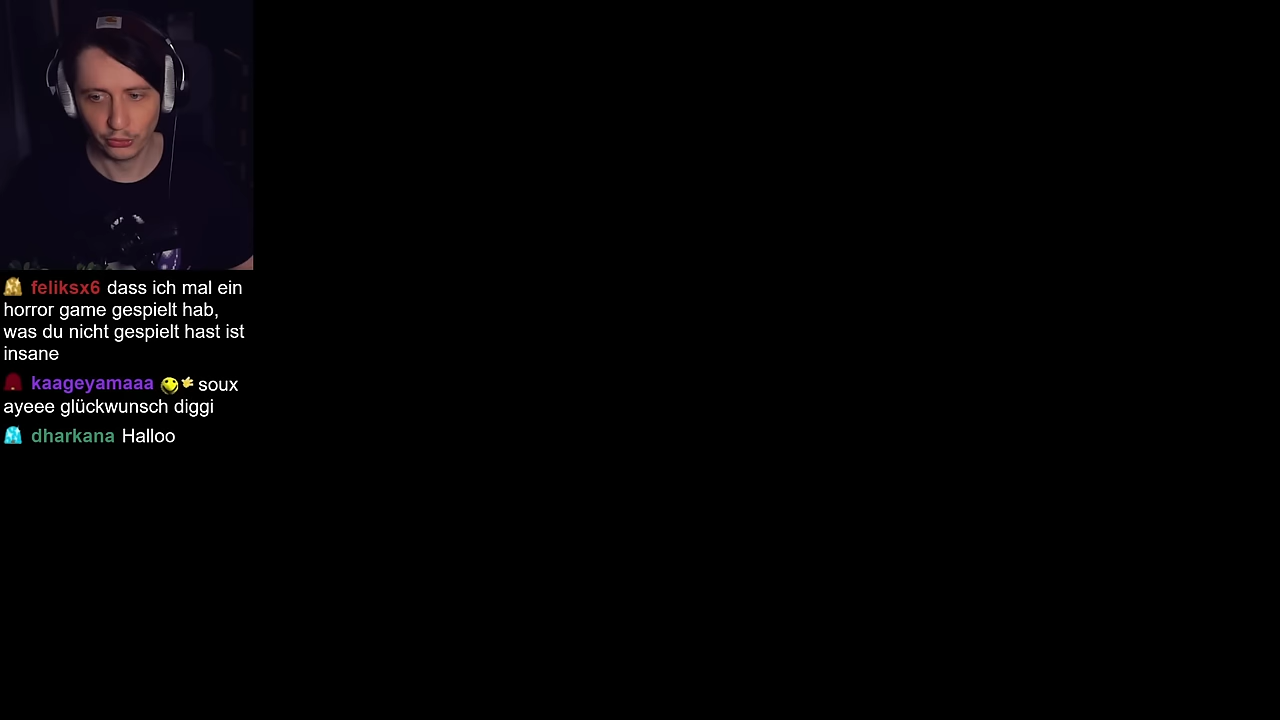 feliksx6 dass ich mal ein
horror game gespielt hab,
was du nicht gespielt hast ist
insane
kaageyamaaa soux
ayeee glückwunsch diggi
dharkana Halloo